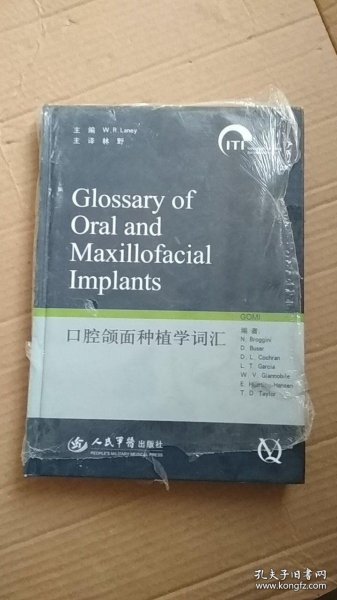 主编 W.R.Laney
主译 林野
ITI
Glossary of
Oral and
Maxillofacial
Implants
GOMI
口腔颌面种植学词汇
编者
N. Broggini
D. Buser
D. L. Cochran
L. T. Garcia
W. V. Giannobile
E. Hjørting-Hansen
T. D. Taylor
人民军医出版社
PEOPLE'S MILITARY MEDICAL PRESS
孔夫子旧书网
www.kongfz.com